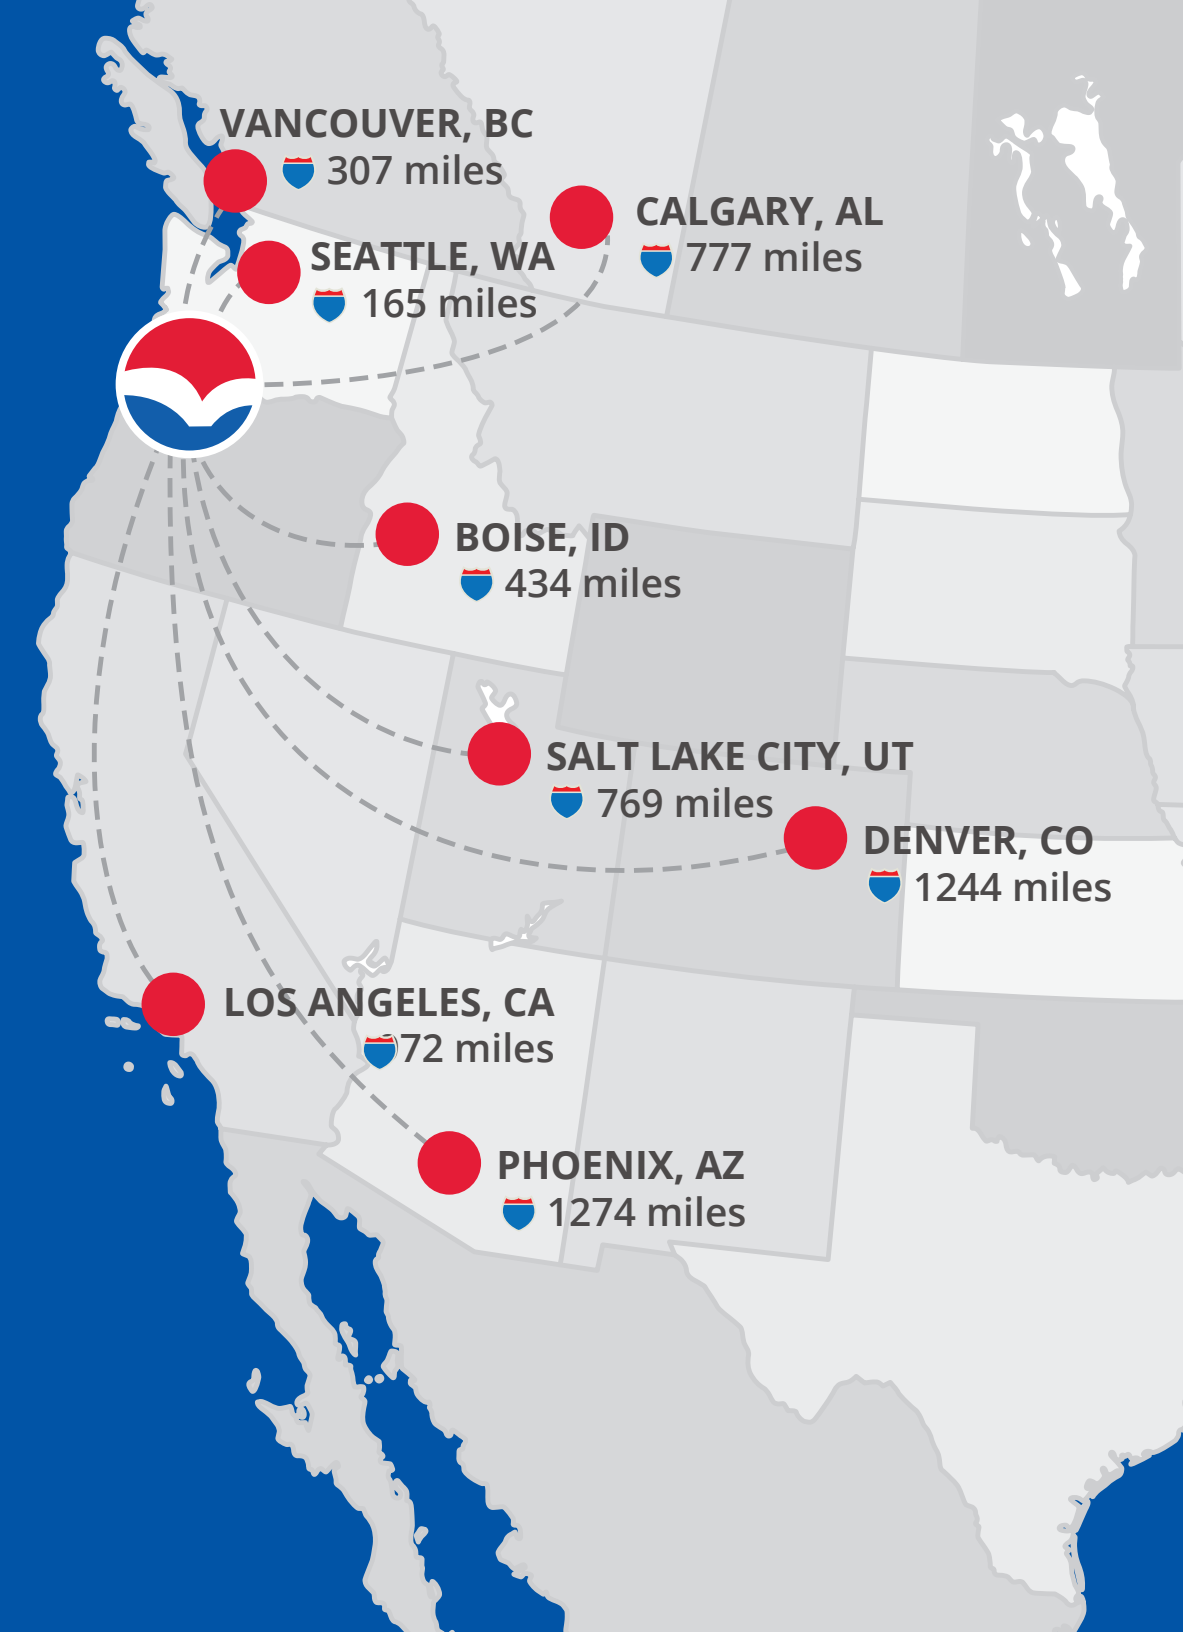 VANCOUVER, BC
307 miles
CALGARY, AL
777 miles
SEATTLE, WA
165 miles
BOISE, ID
434 miles
SALT LAKE CITY, UT
769 miles
DENVER, CO
1244 miles
LOS ANGELES, CA
miles
PHOENIX, AZ
1274 miles